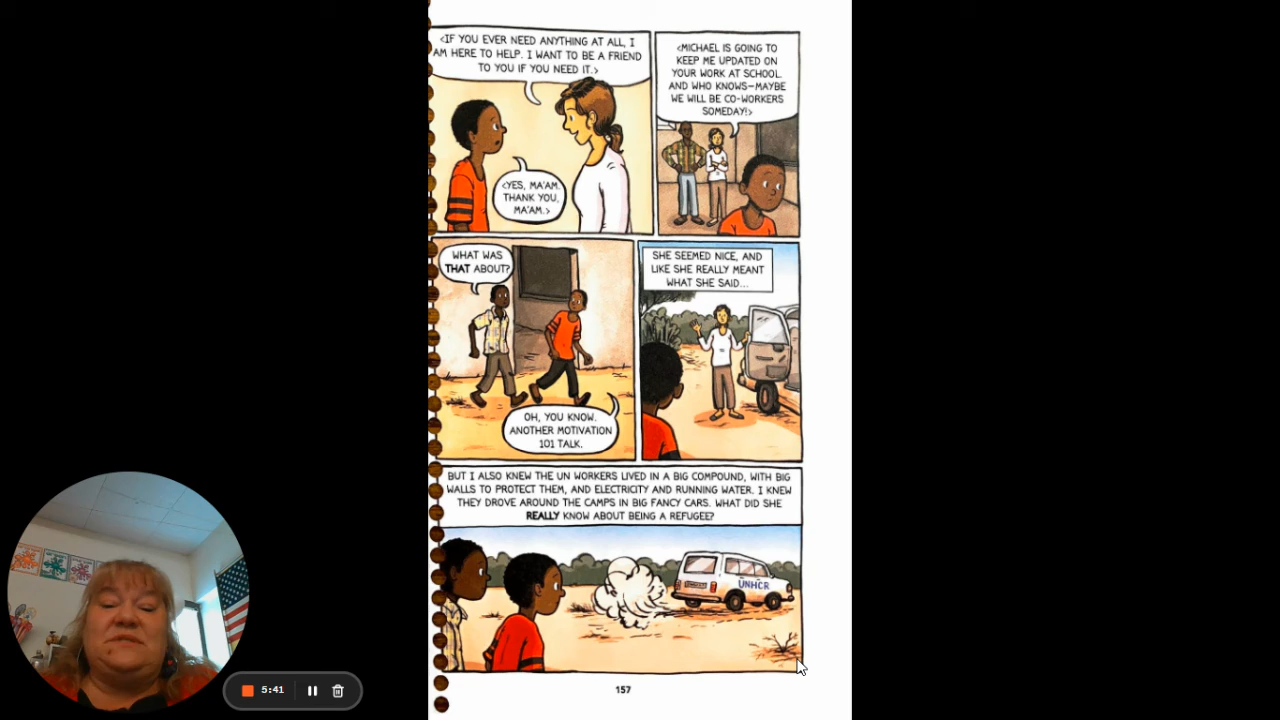 <IF YOU EVER NEED ANYTHING AT ALL, I
AM HERE TO HELP. I WANT TO BE A FRIEND
TO YOU IF YOU NEED IT.>
<YES, MA'AM.
THANK YOU,
MA'AM.>
<MICHAEL IS GOING TO
KEEP ME UPDATED ON
YOUR WORK AT SCHOOL.
AND WHO KNOWS—MAYBE
WE WILL BE CO-WORKERS
SOMEDAY!>
WHAT WAS
THAT ABOUT?
OH, YOU KNOW.
ANOTHER MOTIVATION
101 TALK.
SHE SEEMED NICE, AND
LIKE SHE REALLY MEANT
WHAT SHE SAID...
BUT I ALSO KNEW THE UN WORKERS LIVED IN A BIG COMPOUND, WITH BIG
WALLS TO PROTECT THEM, AND ELECTRICITY AND RUNNING WATER. I KNEW
THEY DROVE AROUND THE CAMPS IN BIG FANCY CARS. WHAT DID SHE
REALLY KNOW ABOUT BEING A REFUGEE?
UNHCR
157
5:41